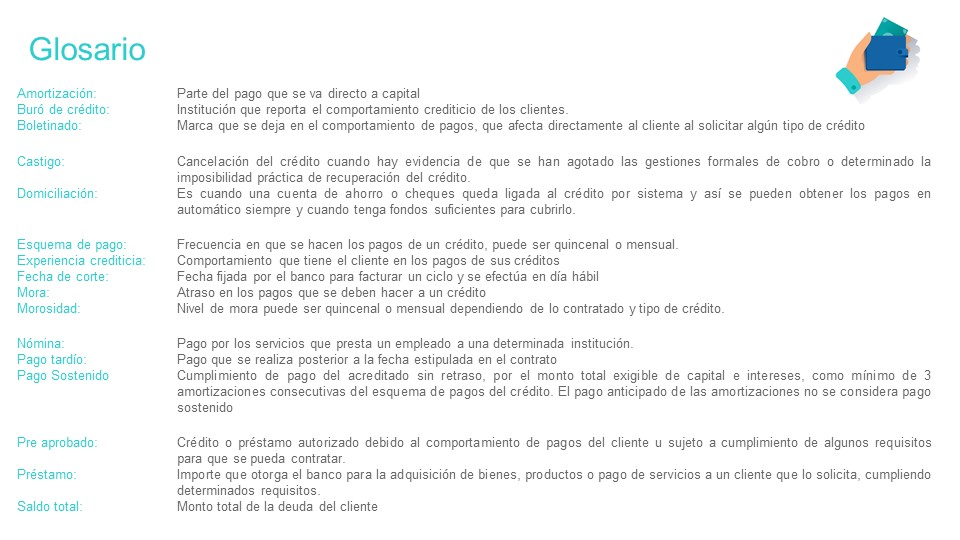 Glosario
Amortización: Parte del pago que se va directo a capital
Buró de crédito: Institución que reporta el comportamiento crediticio de los clientes.
Boletinado: Marca que se deja en el comportamiento de pagos, que afecta directamente al cliente al solicitar algún tipo de crédito
Castigo: Cancelación del crédito cuando hay evidencia de que se han agotado las gestiones formales de cobro o determinado la
imposibilidad práctica de recuperación del crédito.
Domiciliación: Es cuando una cuenta de ahorro o cheques queda ligada al crédito por sistema y así se pueden obtener los pagos en
automático siempre y cuando tenga fondos suficientes para cubrirlo.
Esquema de pago: Frecuencia en que se hacen los pagos de un crédito, puede ser quincenal o mensual.
Experiencia crediticia: Comportamiento que tiene el cliente en los pagos de sus créditos
Fecha de corte: Fecha fijada por el banco para facturar un ciclo y se efectúa en día hábil
Mora: Atraso en los pagos que se deben hacer a un crédito
Morosidad: Nivel de mora puede ser quincenal o mensual dependiendo de lo contratado y tipo de crédito.
Nómina: Pago por los servicios que presta un empleado a una determinada institución.
Pago tardío: Pago que se realiza posterior a la fecha estipulada en el contrato
Pago Sostenido Cumplimiento de pago del acreditado sin retraso, por el monto total exigible de capital e intereses, como mínimo de 3
amortizaciones consecutivas del esquema de pagos del crédito. El pago anticipado de las amortizaciones no se considera pago
sostenido
Pre aprobado: Crédito o préstamo autorizado debido al comportamiento de pagos del cliente u sujeto a cumplimiento de algunos requisitos
para que se pueda contratar.
Préstamo: Importe que otorga el banco para la adquisición de bienes, productos o pago de servicios a un cliente que lo solicita, cumpliendo
determinados requisitos.
Saldo total: Monto total de la deuda del cliente